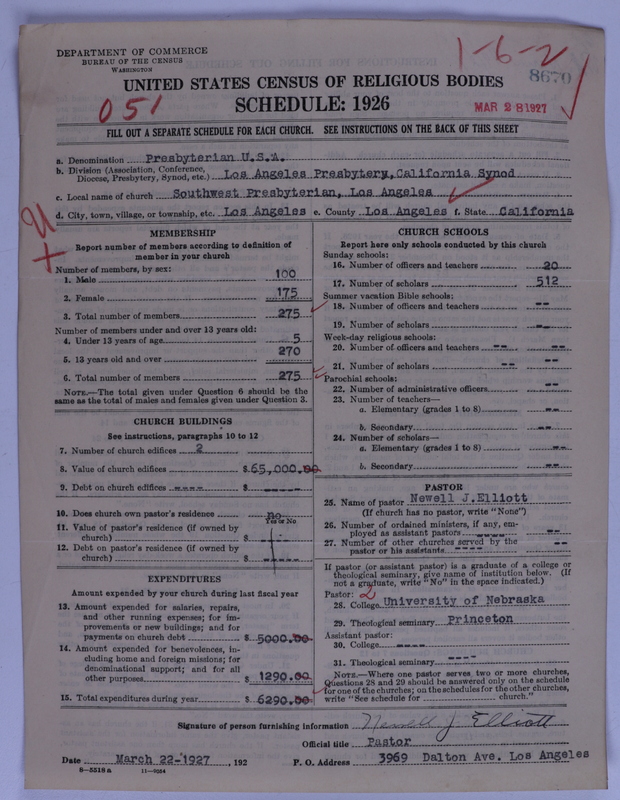 DEPARTMENT OF COMMERCE
BUREAU OF THE CENSUS
WASHINGTON
1-6-2
8670
UNITED STATES CENSUS OF RELIGIOUS BODIES
051
SCHEDULE: 1926
MAR 28 1927
FILL OUT A SEPARATE SCHEDULE FOR EACH CHURCH. SEE INSTRUCTIONS ON THE BACK OF THIS SHEET
a. Denomination Presbyterian U.S.A.
b. Division (Association, Conference, Diocese, Presbytery, Synod, etc.) Los Angeles Presbytery, California Synod
c. Local name of church Southwest Presbyterian, Los Angeles
d. City, town, village, or township, etc. Los Angeles e. County Los Angeles f. State California
MEMBERSHIP
Report number of members according to definition of
member in your church
Number of members, by sex:
1. Male 100
2. Female 175
3. Total number of members 275
Number of members under and over 13 years old:
4. Under 13 years of age 5
5. 13 years old and over 270
6. Total number of members 275
NOTE.—The total given under Question 6 should be the
same as the total of males and females given under Question 3.
CHURCH BUILDINGS
See instructions, paragraphs 10 to 12
7. Number of church edifices 2
8. Value of church edifices $65,000.00
9. Debt on church edifices ---- $ ----
10. Does church own pastor's residence no
Yes or No
11. Value of pastor's residence (if owned by
church) $
12. Debt on pastor's residence (if owned by
church) $ -----
EXPENDITURES
Amount expended by your church during last fiscal year
13. Amount expended for salaries, repairs,
and other running expenses; for im-
provements or new buildings; and for
payments on church debt $ 5000.00
14. Amount expended for benevolences, in-
cluding home and foreign missions; for
denominational support; and for all
other purposes $ 1290.00
15. Total expenditures during year $ 6290.00
CHURCH SCHOOLS
Report here only schools conducted by this church
Sunday schools:
16. Number of officers and teachers 20
17. Number of scholars 512
Summer vacation Bible schools:
18. Number of officers and teachers --
19. Number of scholars --
Week-day religious schools:
20. Number of officers and teachers -- --
21. Number of scholars -- --
Parochial schools:
22. Number of administrative officers --
23. Number of teachers—
a. Elementary (grades 1 to 8) --
b. Secondary --
24. Number of scholars—
a. Elementary (grades 1 to 8) --
b. Secondary --
PASTOR
25. Name of pastor Newell J. Elliott
(If church has no pastor, write "None")
26. Number of ordained ministers, if any, em-
ployed as assistant pastors ---- --
27. Number of other churches served by the
pastor or his assistants ---- --
If pastor (or assistant pastor) is a graduate of a college or
theological seminary, give name of institution below. (If
not a graduate, write "No" in the space indicated.)
Pastor: 2
28. College University of Nebraska
29. Theological seminary Princeton
Assistant pastor:
30. College ----
31. Theological seminary ----
NOTE.—Where one pastor serves two or more churches,
Questions 28 and 29 should be answered only on the schedule
for one of the churches; on the schedules for the other churches,
write "See schedule for church."
Signature of person furnishing information Newell J Elliott
Official title Pastor
Date March 22-1927, 192 P. O. Address 3969 Dalton Ave. Los Angeles
8-5518a 11-9564